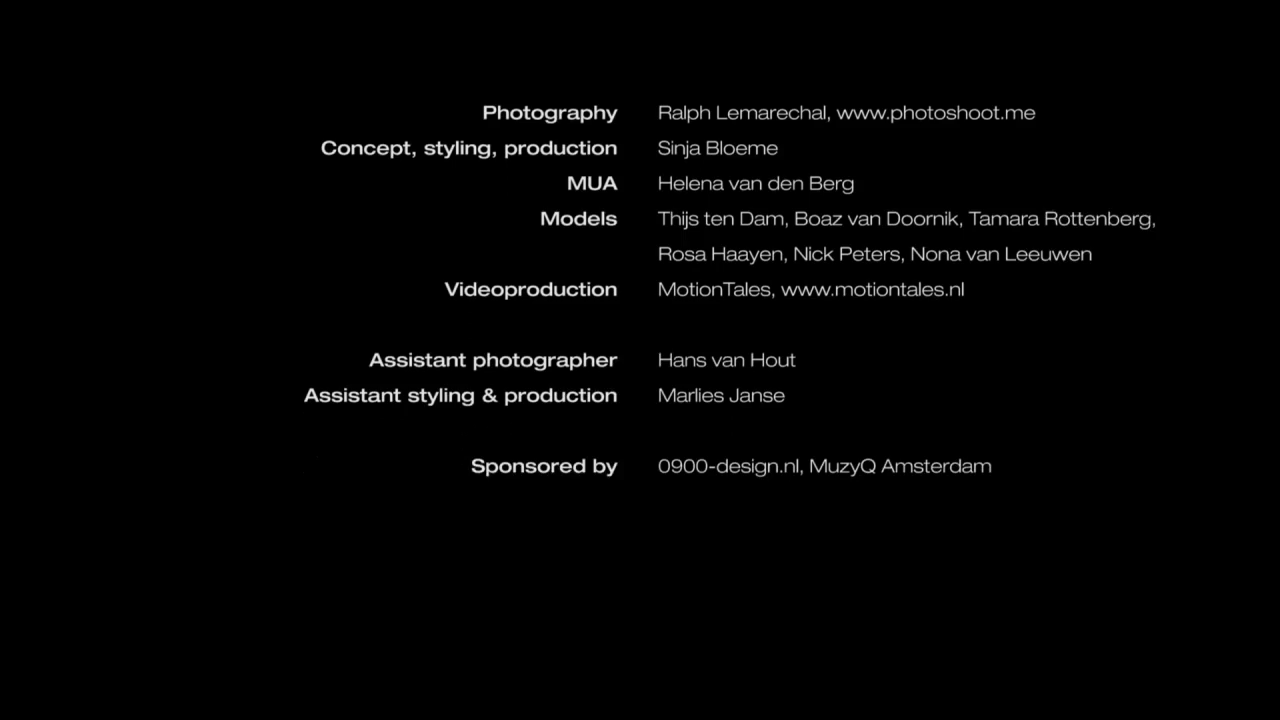 Photography Ralph Lemarechal, www.photoshoot.me
Concept, styling, production Sinja Bloeme
MUA Helena van den Berg
Models Thijs ten Dam, Boaz van Doornik, Tamara Rottenberg,
Rosa Haayen, Nick Peters, Nona van Leeuwen
Videoproduction MotionTales, www.motiontales.nl
Assistant photographer Hans van Hout
Assistant styling & production Marlies Janse
Sponsored by 0900-design.nl, MuzyQ Amsterdam